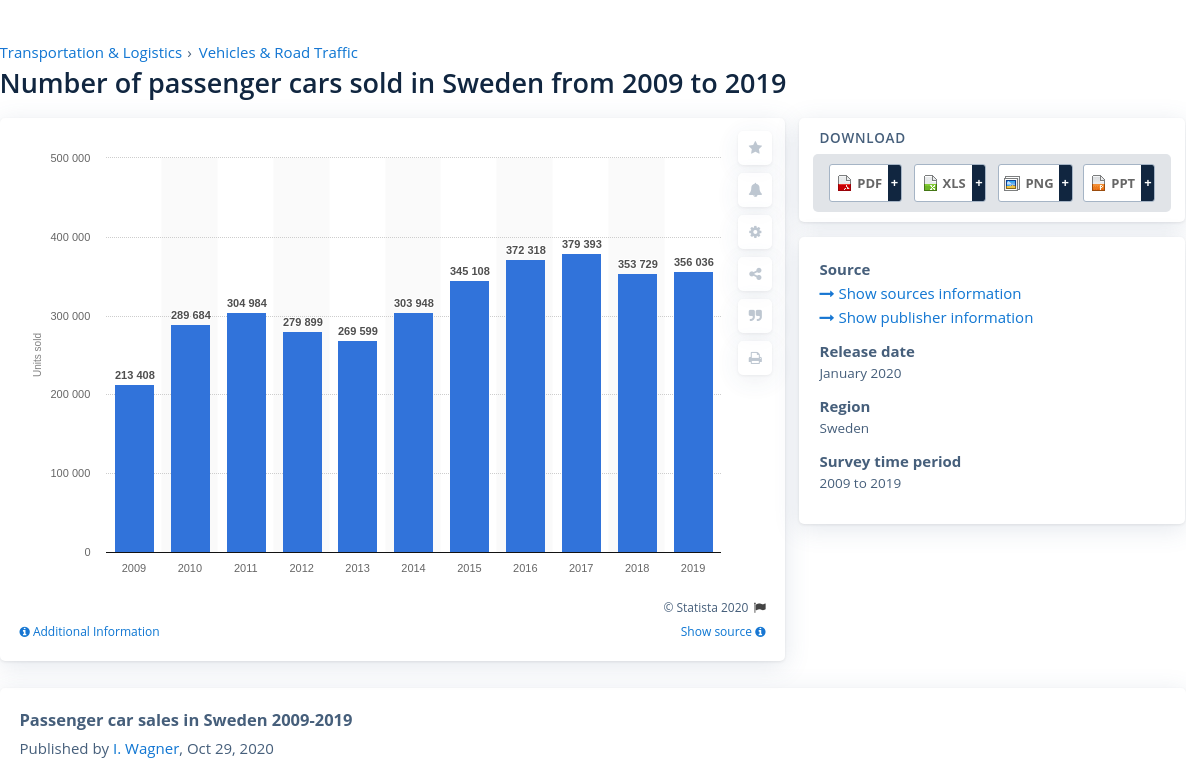 Transportation & Logistics › Vehicles & Road Traffic
Number of passenger cars sold in Sweden from 2009 to 2019
500 000
400 000
300 000
200 000
100 000
0
Units sold
213 408
289 684
304 984
279 899
269 599
303 948
345 108
372 318
379 393
353 729
356 036
2009 2010 2011 2012 2013 2014 2015 2016 2017 2018 2019
© Statista 2020
Additional Information
Show source
DOWNLOAD
PDF + XLS + PNG + PPT +
Source
Show sources information
Show publisher information
Release date
January 2020
Region
Sweden
Survey time period
2009 to 2019
Passenger car sales in Sweden 2009-2019
Published by I. Wagner, Oct 29, 2020